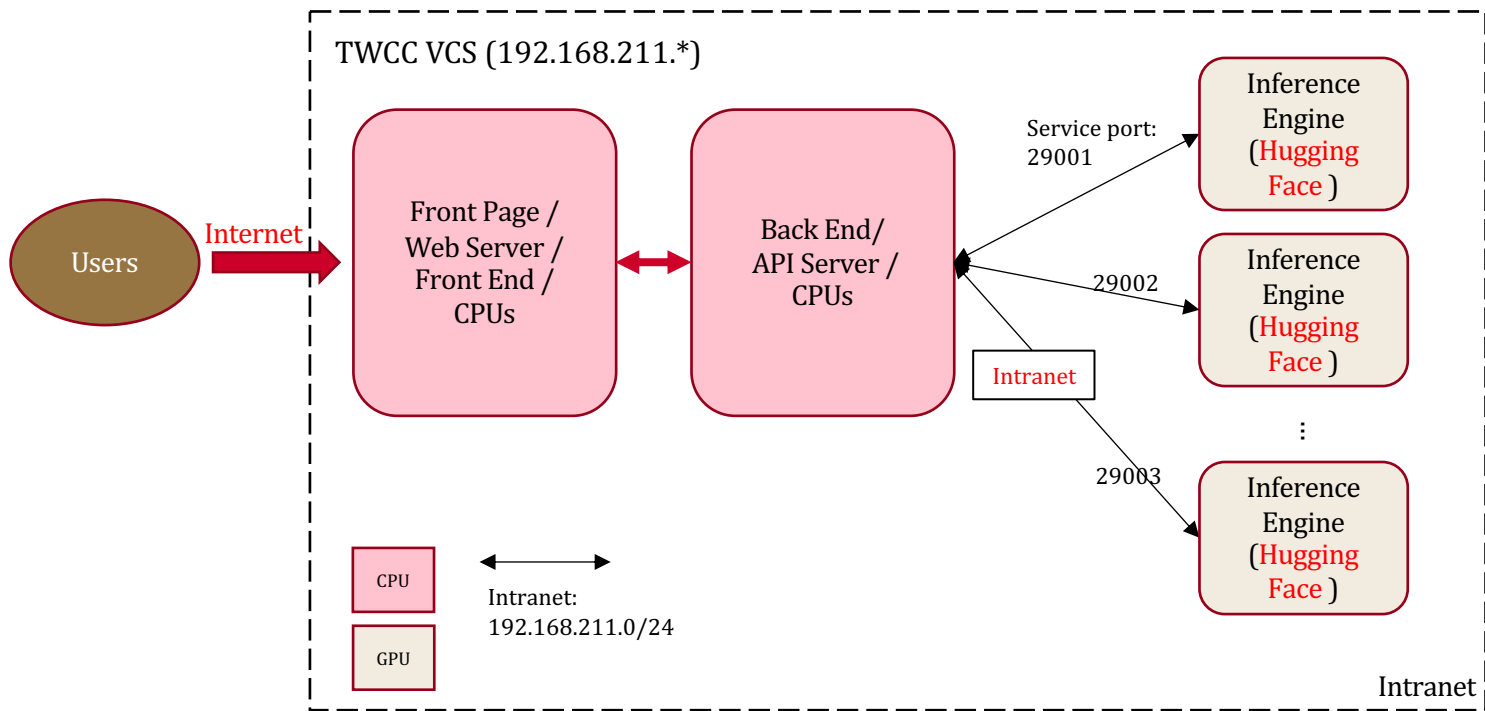 TWCC VCS (192.168.211.*)
Users
Internet
Front Page /
Web Server /
Front End /
CPUs
Back End/
API Server /
CPUs
Service port:
29001
29002
Intranet
29003
Inference
Engine
(Hugging
Face )
Inference
Engine
(Hugging
Face )
...
Inference
Engine
(Hugging
Face )
CPU
GPU
Intranet:
192.168.211.0/24
Intranet